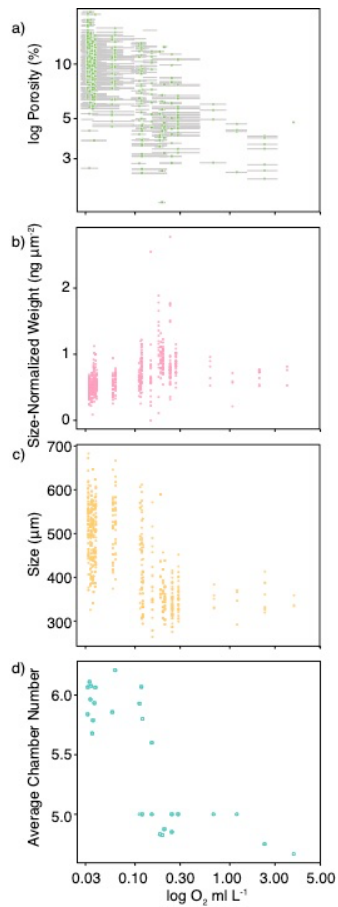 a)
log Porosity (%)
10
5
3
b)
Size-Normalized Weight (ng µm⁻²)
2
1
0
c)
Size (µm)
700
600
500
400
300
d)
Average Chamber Number
6.0
5.5
5.0
0.03 0.10 0.30 1.00 3.00 5.00
log O₂ ml L⁻¹